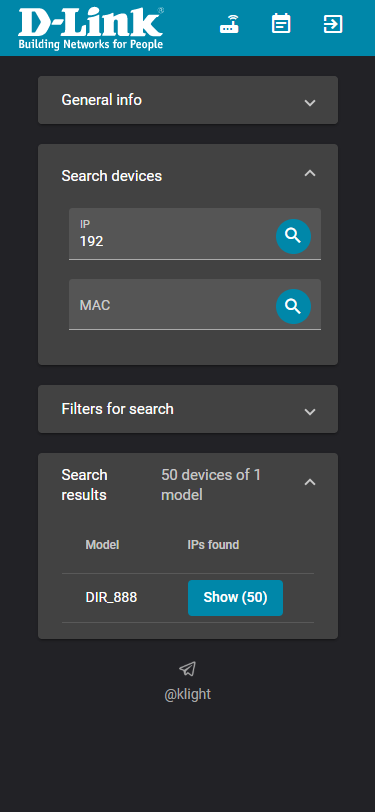 D-Link®
Building Networks for People
General info
Search devices
IP
192
MAC
Filters for search
Search results
50 devices of 1 model
Model IPs found
DIR_888 Show (50)
@klight